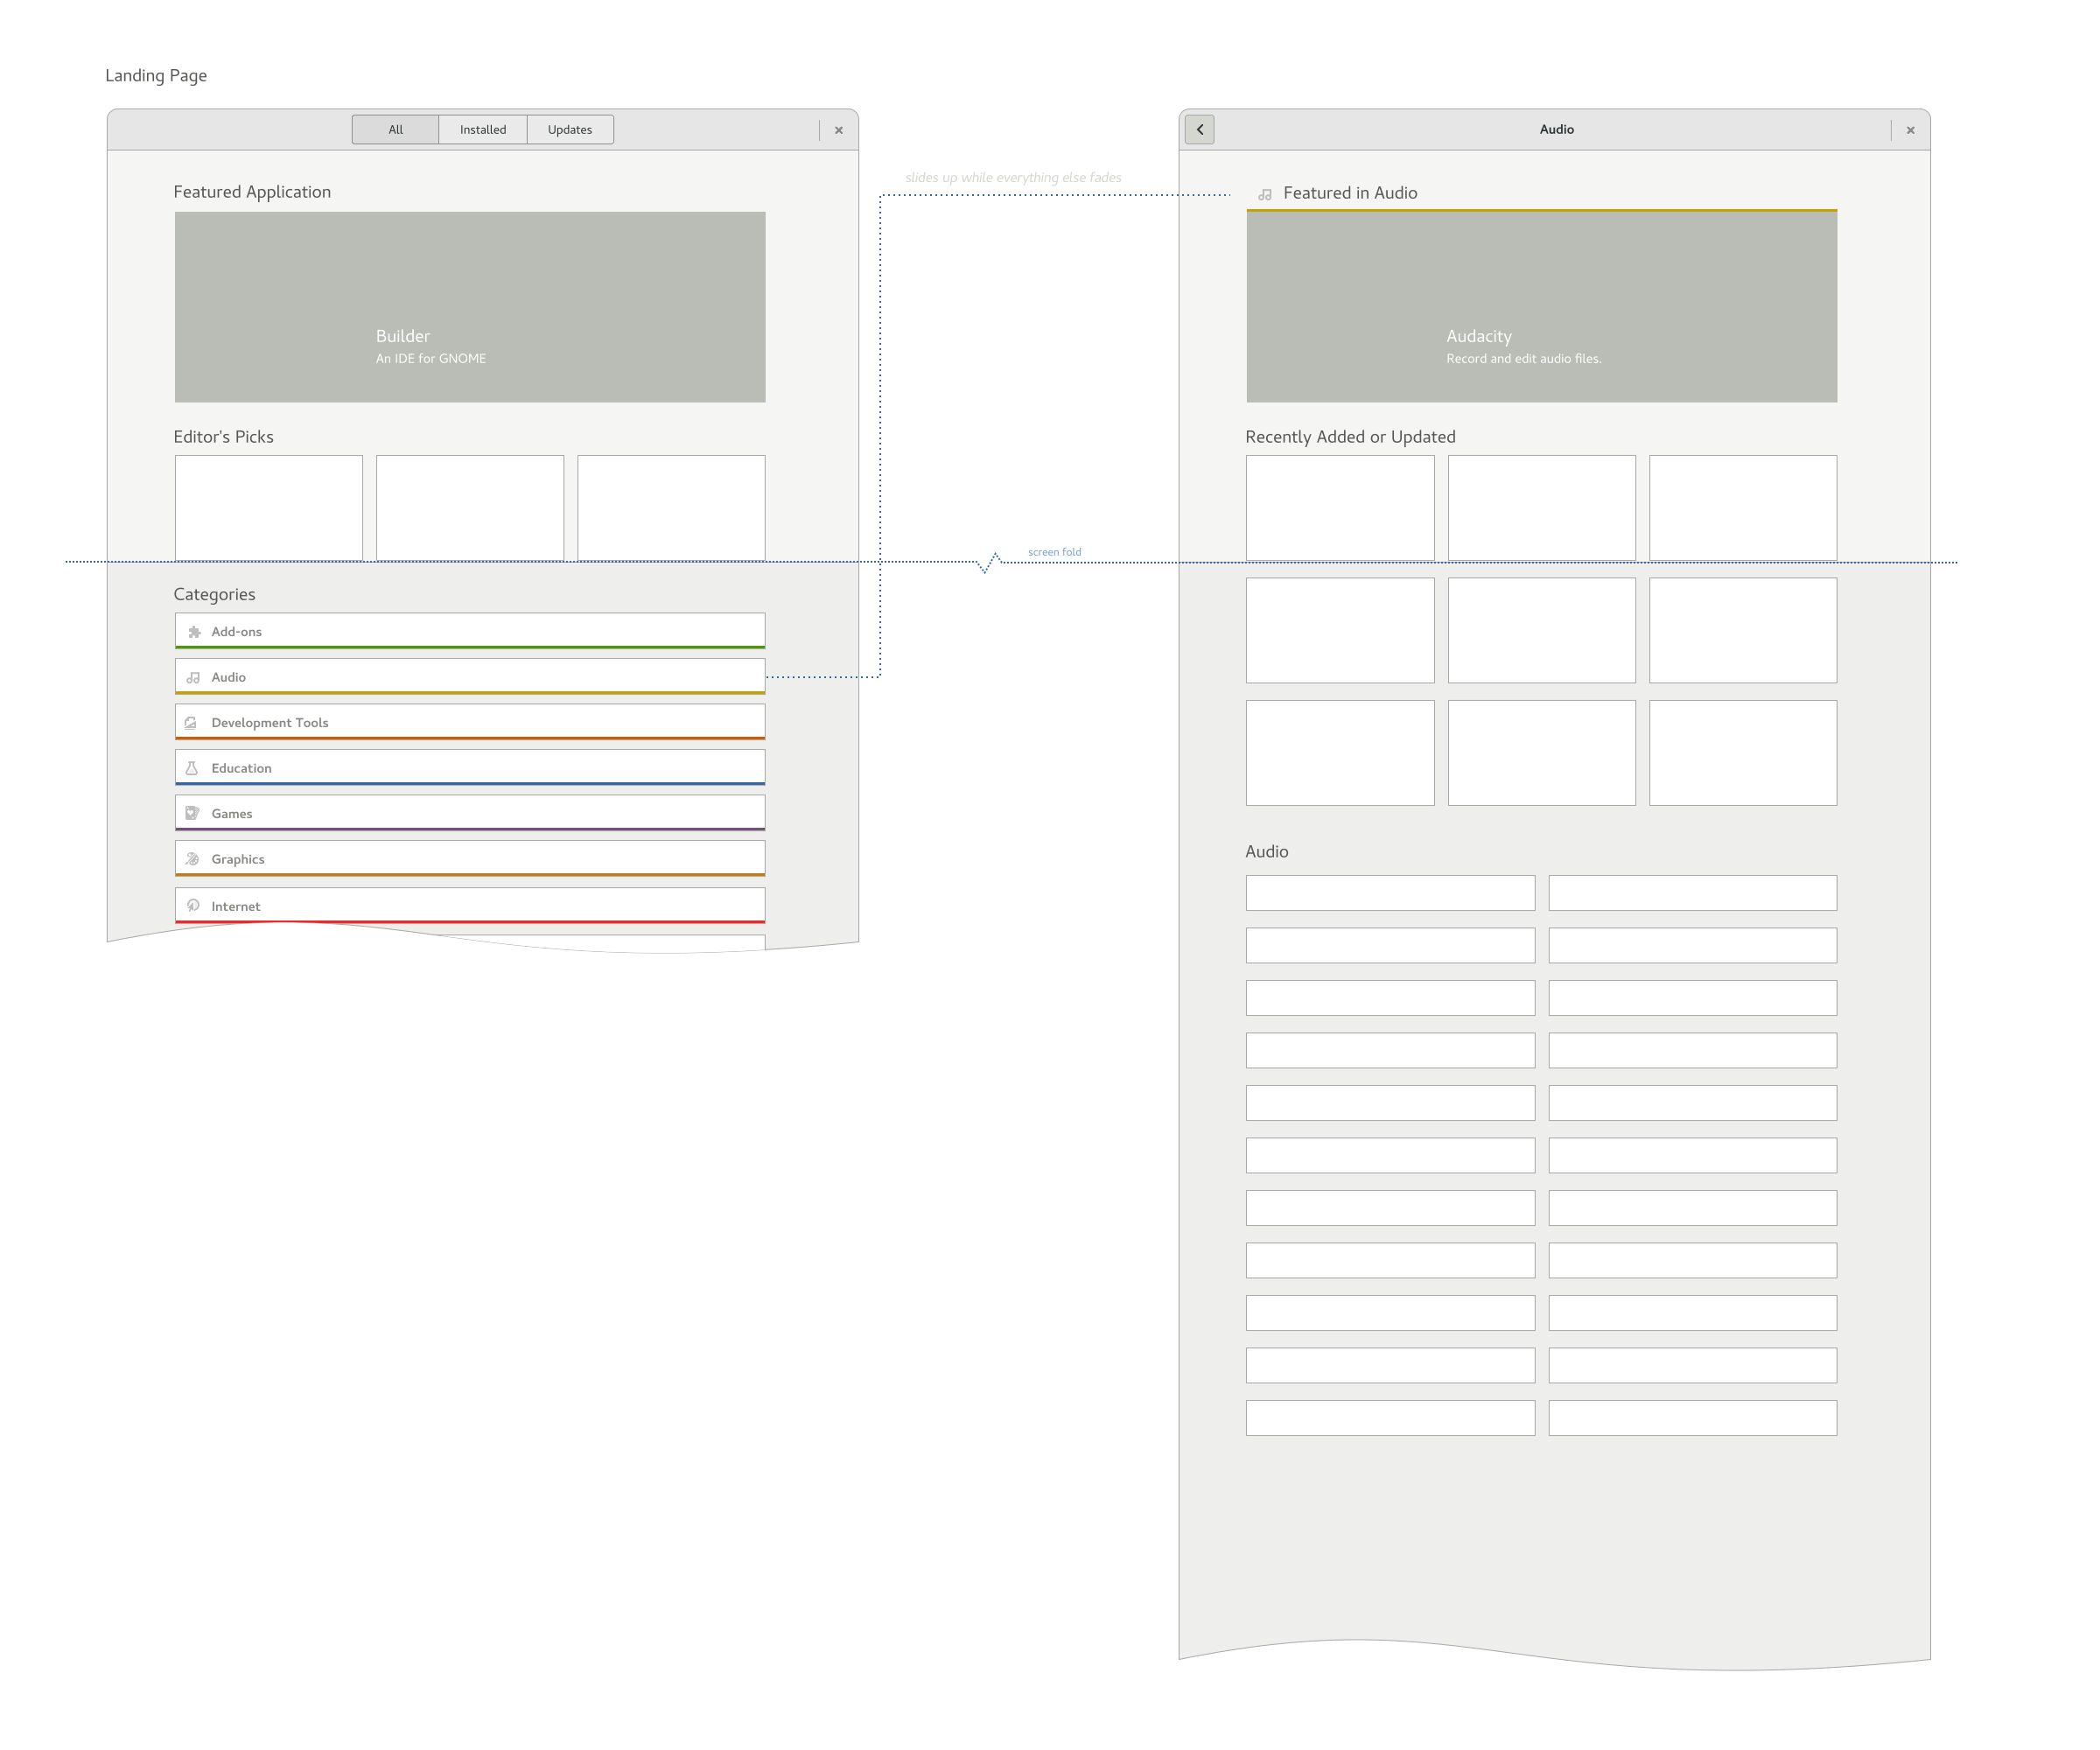 Landing Page
All
Installed
Updates
Featured Application
Builder
An IDE for GNOME
Editor's Picks
Categories
Add-ons
Audio
Development Tools
Education
Games
Graphics
Internet
slides up while everything else fades
screen fold
Audio
Featured in Audio
Audacity
Record and edit audio files.
Recently Added or Updated
Audio